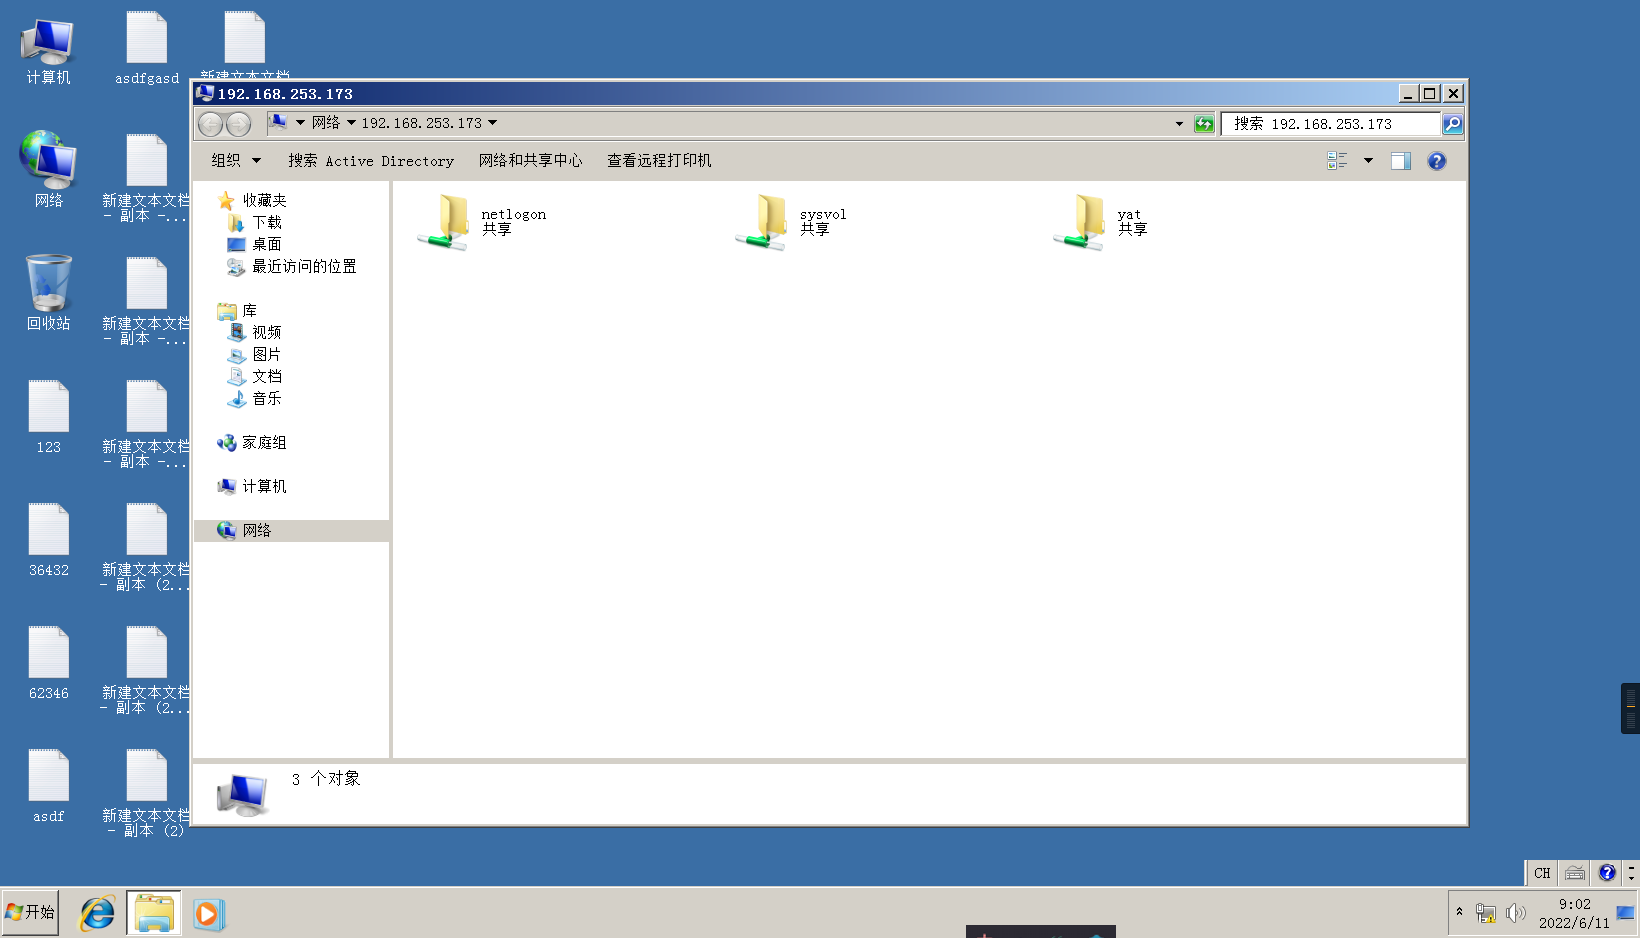 计算机
asdfgasd
新建文本文档
网络
新建文本文档
- 副本 -...
回收站
新建文本文档
- 副本 -...
123
新建文本文档
- 副本 -...
36432
新建文本文档
- 副本 (2...
62346
新建文本文档
- 副本 (2...
asdf
新建文本文档
- 副本 (2)
192.168.253.173
网络 192.168.253.173
搜索 192.168.253.173
组织 搜索 Active Directory 网络和共享中心 查看远程打印机
收藏夹
下载
桌面
最近访问的位置
库
视频
图片
文档
音乐
家庭组
计算机
网络
netlogon
共享
sysvol
共享
yat
共享
3 个对象
CH
开始
9:02
2022/6/11